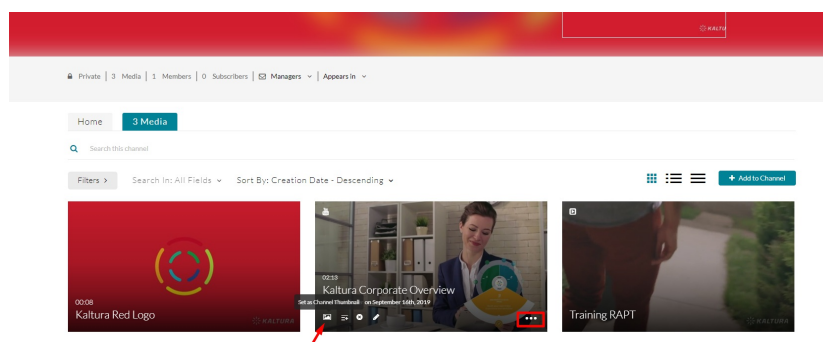 KALTU
Private | 3 Media | 1 Members | 0 Subscribers | Managers | Appears In
Home 3 Media
Search this channel
Filters > Search In: All Fields Sort By: Creation Date - Descending + Add to Channel
00:08
Kaltura Red Logo
KALTURA
02:13
Kaltura Corporate Overview
Set as Channel Thumbnail on September 16th, 2019
Training RAPT
KALTURA